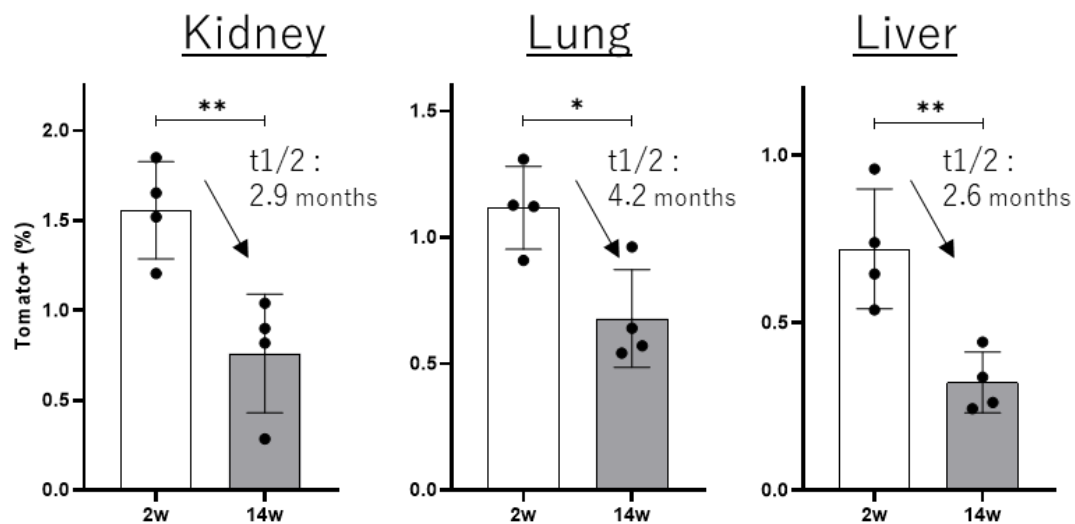 Kidney
Lung
Liver
Tomato+ (%)
2.0
1.5
1.0
0.5
0.0
**
t1/2 :
2.9 months
2w
14w
1.5
1.0
0.5
0.0
*
t1/2 :
4.2 months
2w
14w
1.0
0.5
0.0
**
t1/2 :
2.6 months
2w
14w